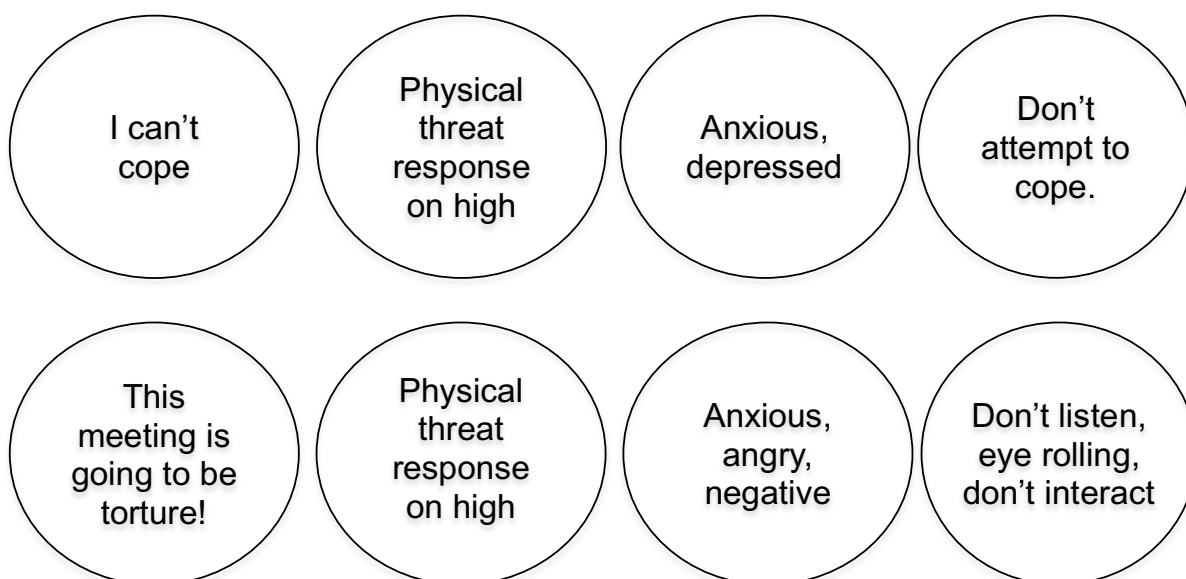 I can’t
cope
Physical
threat
response
on high
Anxious,
depressed
Don’t
attempt to
cope.
This
meeting is
going to be
torture!
Physical
threat
response
on high
Anxious,
angry,
negative
Don’t listen,
eye rolling,
don’t interact